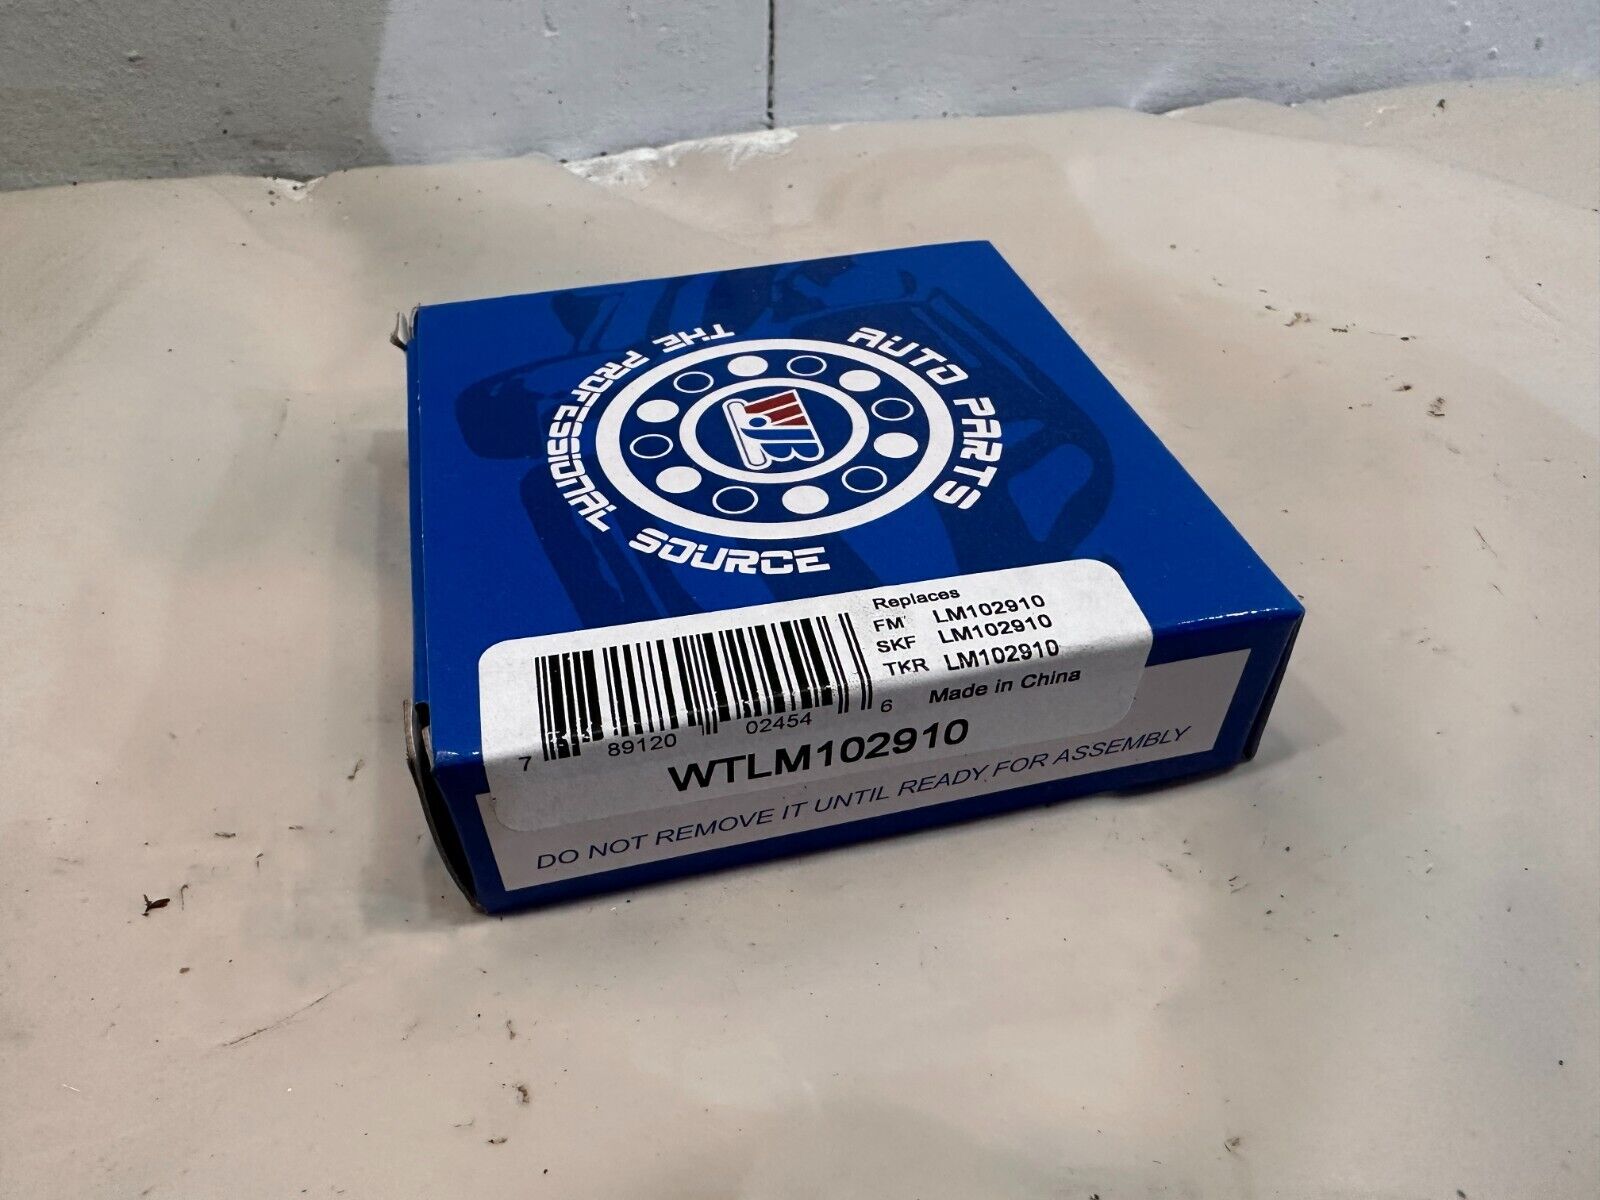 AUTO PARTS
THE PROFESSIONAL SOURCE
WJB
Replaces
FM LM102910
SKF LM102910
TKR LM102910
Made in China
7 89120 02454 6
WTLM102910
DO NOT REMOVE IT UNTIL READY FOR ASSEMBLY